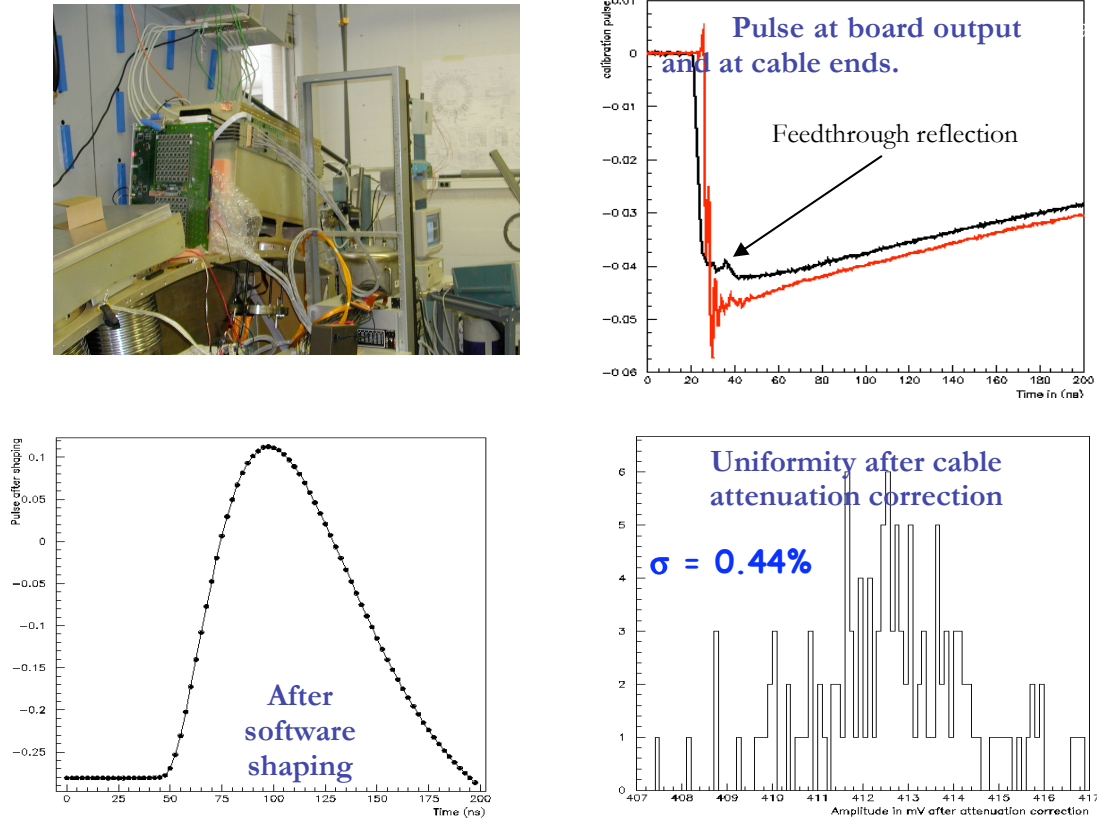 0.01
Pulse at board output
and at cable ends.
calibration pulse
0
Feedthrough reflection
−0.01
−0.02
−0.03
−0.04
−0.05
−0.06
0 20 40 60 80 100 120 140 160 180 200
Time in (ns)
Pulse after shaping
0.1
0.05
0
−0.05
−0.1
−0.15
−0.2
−0.25
After
software
shaping
0 25 50 75 100 125 150 175 200
Time (ns)
Uniformity after cable
attenuation correction
σ = 0.44%
6
5
4
3
2
1
0
407 408 409 410 411 412 413 414 415 416 417
Amplitude in mV after attenuation correction